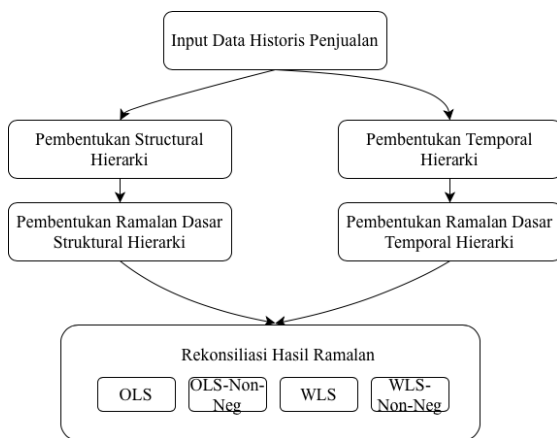 Input Data Historis Penjualan
Pembentukan Structural
Hierarki
Pembentukan Temporal
Hierarki
Pembentukan Ramalan Dasar
Struktural Hierarki
Pembentukan Ramalan Dasar
Temporal Hierarki
Rekonsiliasi Hasil Ramalan
OLS
OLS-Non-
Neg
WLS
WLS-
Non-Neg